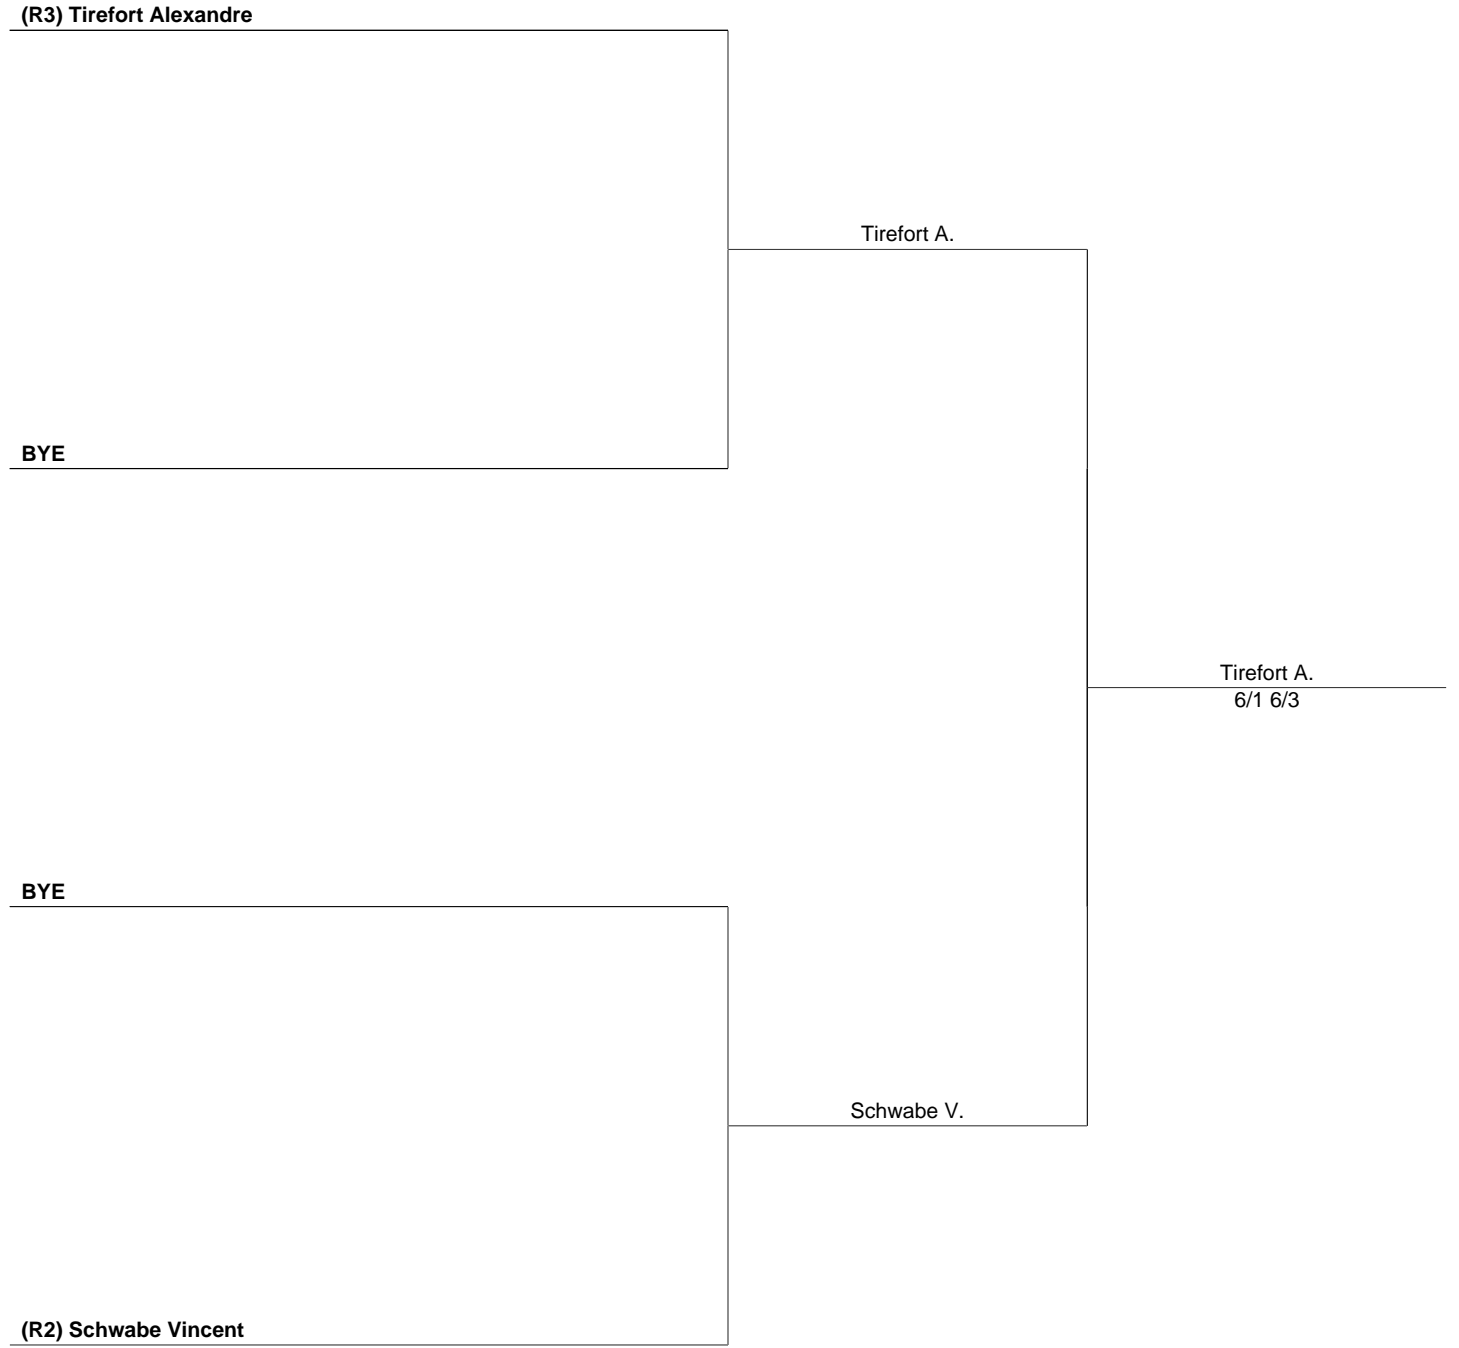 (R3) Tirefort Alexandre
Tirefort A.
BYE
Tirefort A.
6/1 6/3
BYE
Schwabe V.
(R2) Schwabe Vincent